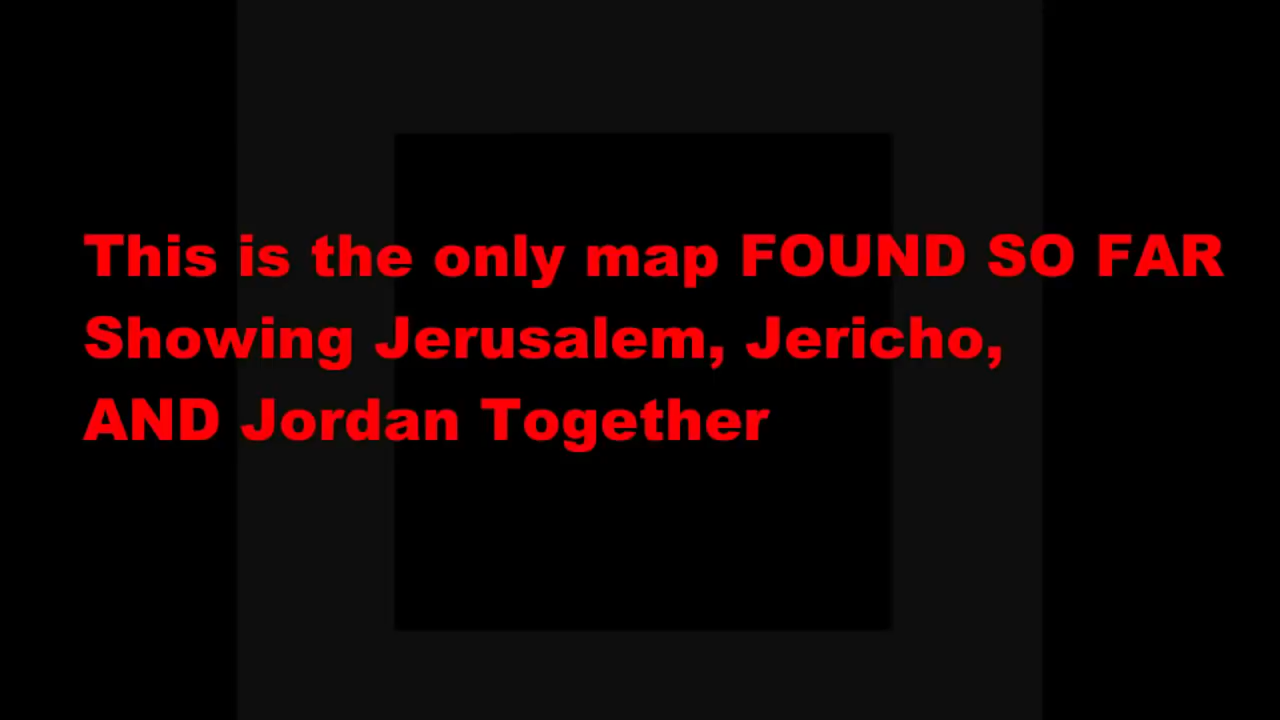 This is the only map FOUND SO FAR
Showing Jerusalem, Jericho,
AND Jordan Together